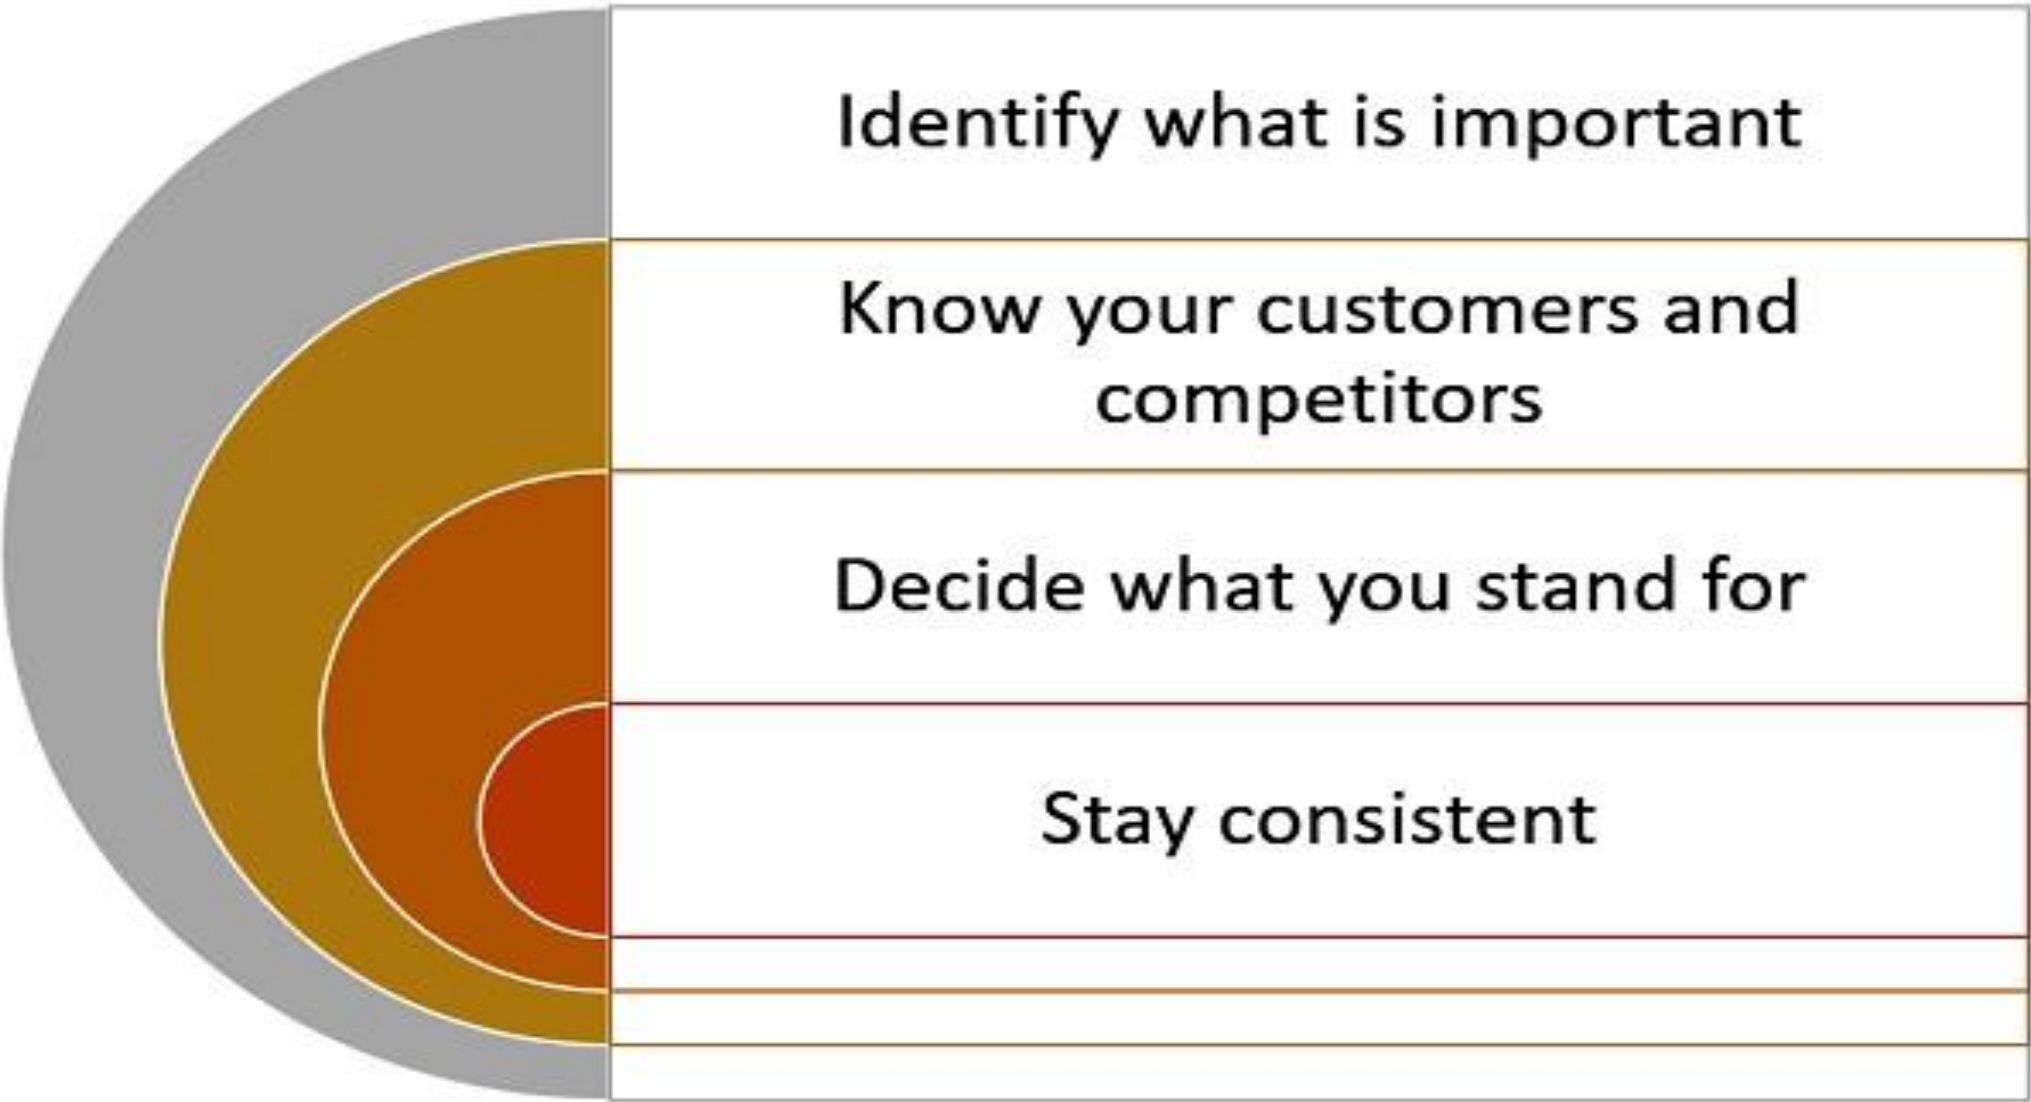 Identify what is important
Know your customers and
competitors
Decide what you stand for
Stay consistent